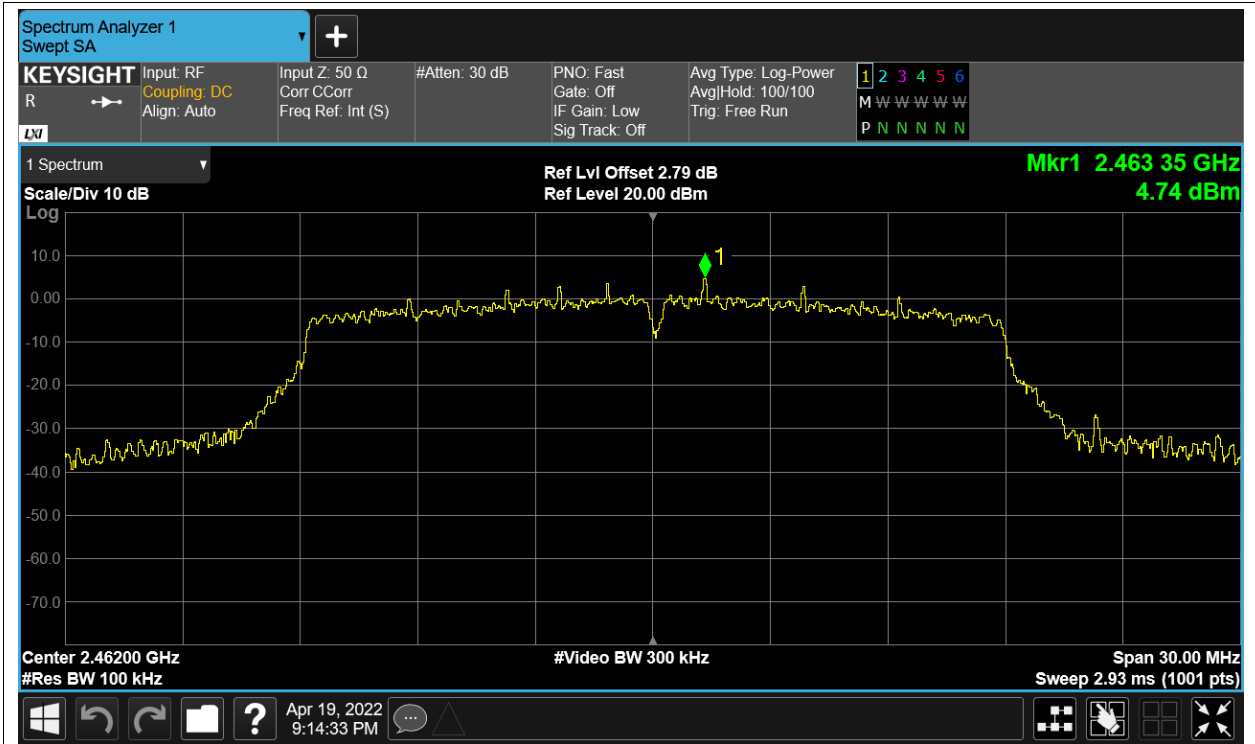 Spectrum Analyzer 1
Swept SA
KEYSIGHT
R
LXI
Input: RF
Coupling: DC
Align: Auto
Input Z: 50 Ω
Corr CCorr
Freq Ref: Int (S)
#Atten: 30 dB
PNO: Fast
Gate: Off
IF Gain: Low
Sig Track: Off
Avg Type: Log-Power
Avg|Hold: 100/100
Trig: Free Run
1 2 3 4 5 6
M W W W W W W
P N N N N N N
1 Spectrum
Scale/Div 10 dB
Log
Ref Lvl Offset 2.79 dB
Ref Level 20.00 dBm
Mkr1 2.463 35 GHz
4.74 dBm
1
10.0
0.00
-10.0
-20.0
-30.0
-40.0
-50.0
-60.0
-70.0
Center 2.46200 GHz
#Video BW 300 kHz
Span 30.00 MHz
#Res BW 100 kHz
Sweep 2.93 ms (1001 pts)
?
Apr 19, 2022
9:14:33 PM